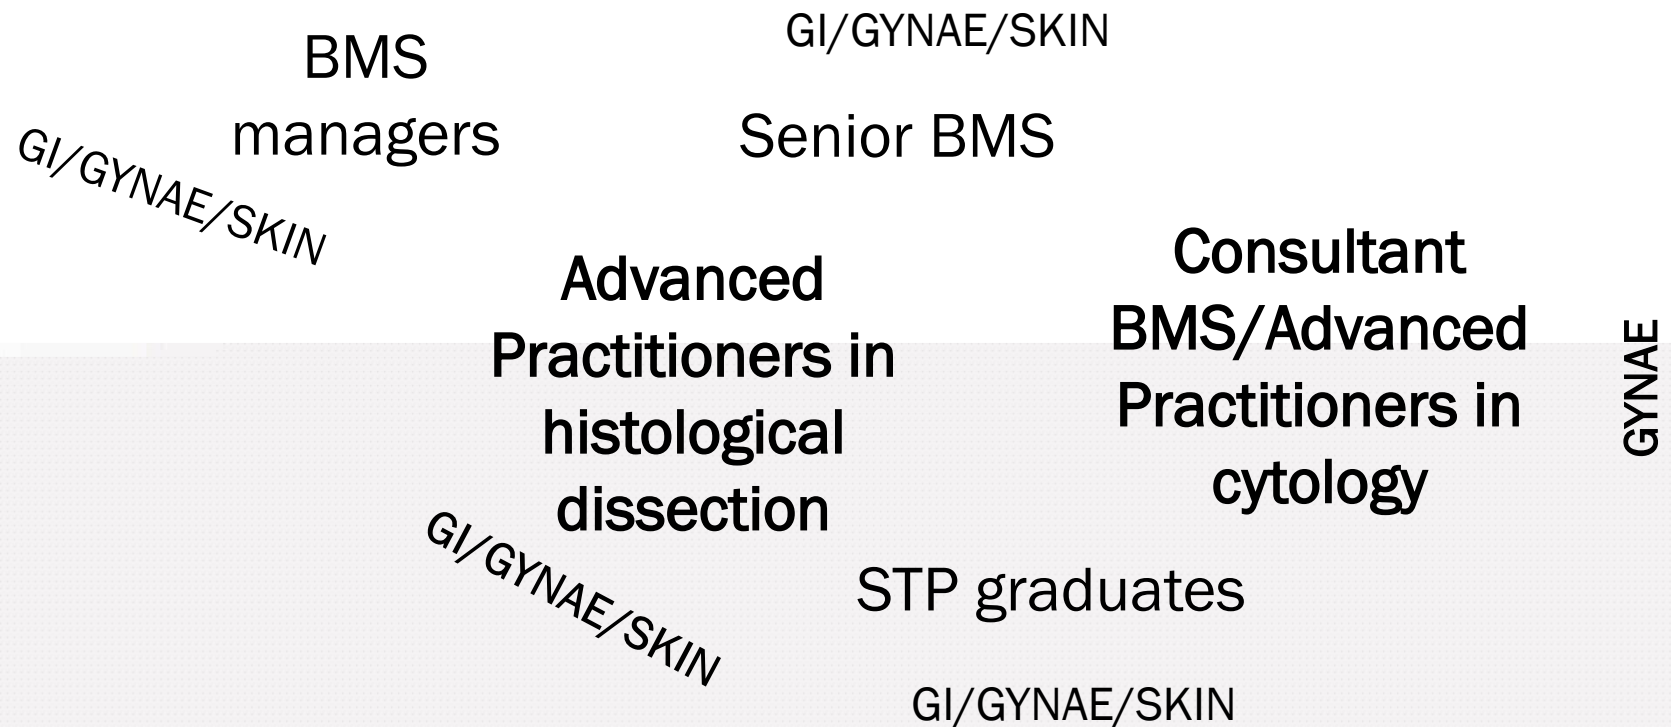 GI/GYNAE/SKIN
BMS
managers
Senior BMS
GI/GYNAE/SKIN
Advanced
Practitioners in
histological
dissection
Consultant
BMS/Advanced
Practitioners in
cytology
GYNAE
GI/GYNAE/SKIN
STP graduates
GI/GYNAE/SKIN